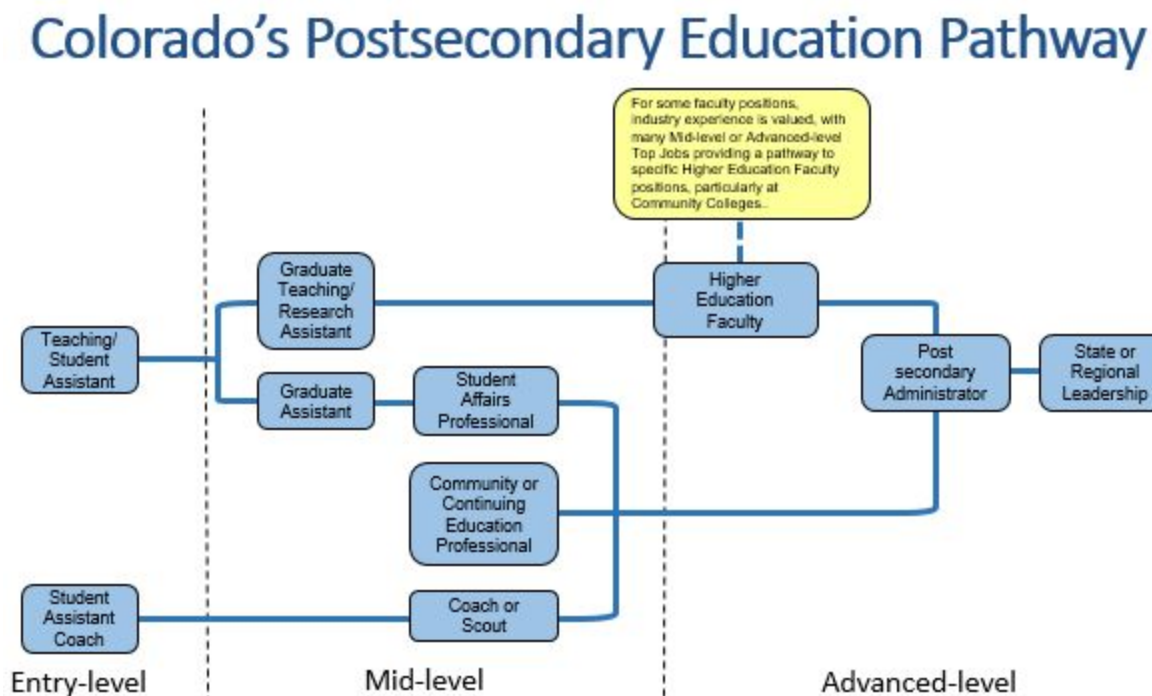 Colorado's Postsecondary Education Pathway
For some faculty positions,
industry experience is valued, with
many Mid-level or Advanced-level
Top Jobs providing a pathway to
specific Higher Education Faculty
positions, particularly at
Community Colleges..
Graduate
Teaching/
Research
Assistant
Higher
Education
Faculty
Teaching/
Student
Assistant
Post
secondary
Administrator
State or
Regional
Leadership
Graduate
Assistant
Student
Affairs
Professional
Community or
Continuing
Education
Professional
Student
Assistant
Coach
Coach or
Scout
Entry-level
Mid-level
Advanced-level